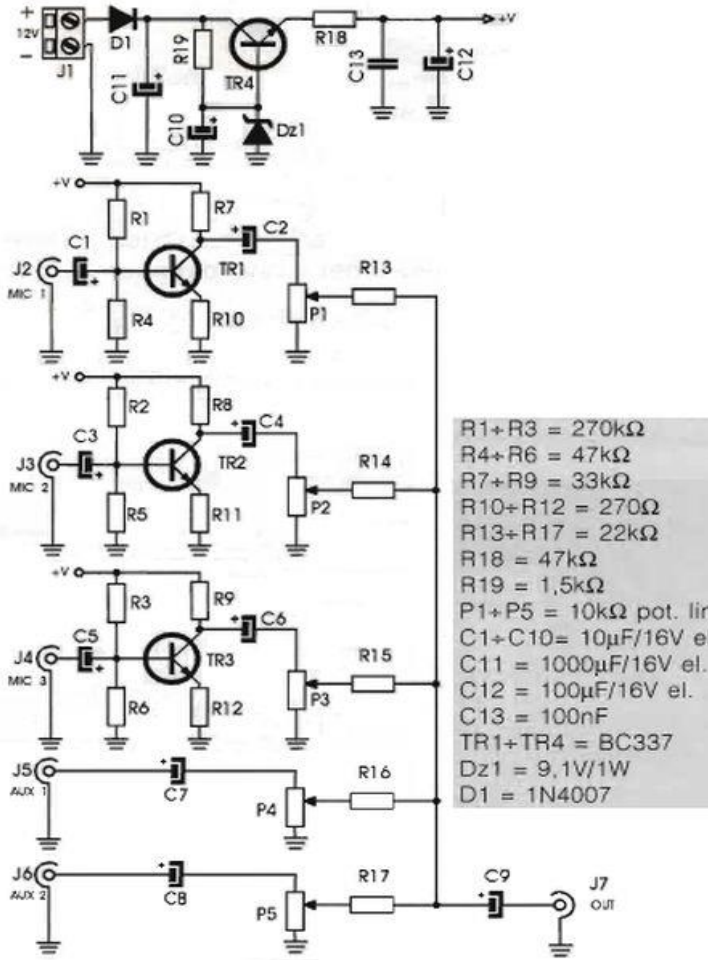 +
12V
-
J1
D1
C11
R19
C10
TR4
Dz1
R18
C13
C12
+V
+V
R1
R7
C2
C1
J2
MIC 1
TR1
R4
R10
P1
R13
+V
R2
R8
C4
C3
J3
MIC 2
TR2
R5
R11
P2
R14
+V
R3
R9
C6
C5
J4
MIC 3
TR3
R6
R12
P3
R15
J5
AUX 1
C7
P4
R16
J6
AUX 2
C8
P5
R17
C9
J7
OUT
R1÷R3 = 270kΩ
R4÷R6 = 47kΩ
R7÷R9 = 33kΩ
R10÷R12 = 270Ω
R13÷R17 = 22kΩ
R18 = 47kΩ
R19 = 1,5kΩ
P1÷P5 = 10kΩ pot. lin
C1÷C10= 10µF/16V el.
C11 = 1000µF/16V el.
C12 = 100µF/16V el.
C13 = 100nF
TR1÷TR4 = BC337
Dz1 = 9,1V/1W
D1 = 1N4007